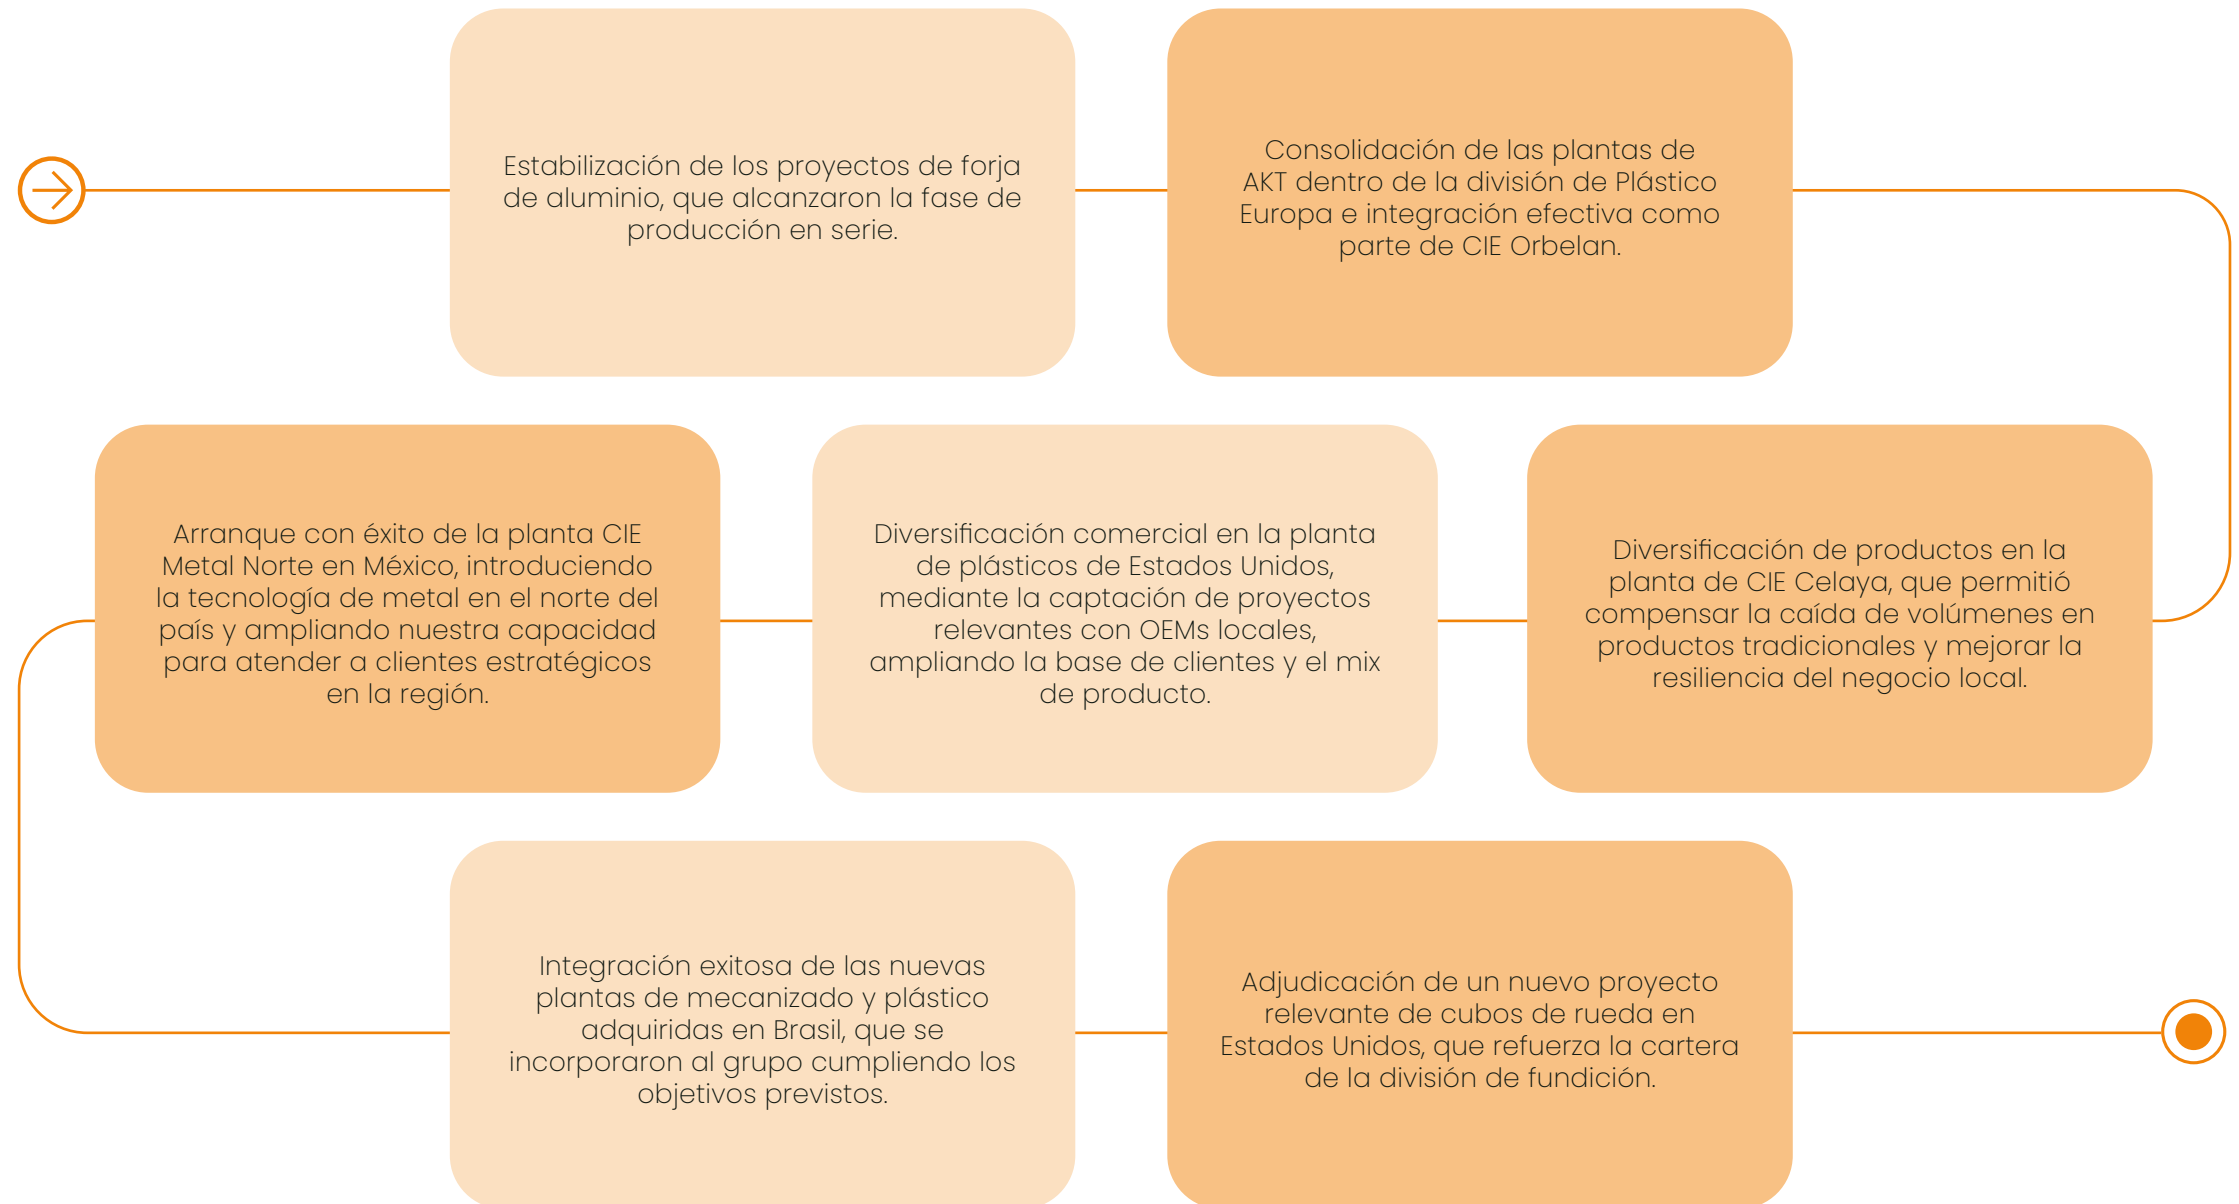 Estabilización de los proyectos de forja
de aluminio, que alcanzaron la fase de
producción en serie.
Consolidación de las plantas de
AKT dentro de la división de Plástico
Europa e integración efectiva como
parte de CIE Orbelan.
Diversificación de productos en la
planta de CIE Celaya, que permitió
compensar la caída de volúmenes en
productos tradicionales y mejorar la
resiliencia del negocio local.
Diversificación comercial en la planta
de plásticos de Estados Unidos,
mediante la captación de proyectos
relevantes con OEMs locales,
ampliando la base de clientes y el mix
de producto.
Arranque con éxito de la planta CIE
Metal Norte en México, introduciendo
la tecnología de metal en el norte del
país y ampliando nuestra capacidad
para atender a clientes estratégicos
en la región.
Integración exitosa de las nuevas
plantas de mecanizado y plástico
adquiridas en Brasil, que se
incorporaron al grupo cumpliendo los
objetivos previstos.
Adjudicación de un nuevo proyecto
relevante de cubos de rueda en
Estados Unidos, que refuerza la cartera
de la división de fundición.